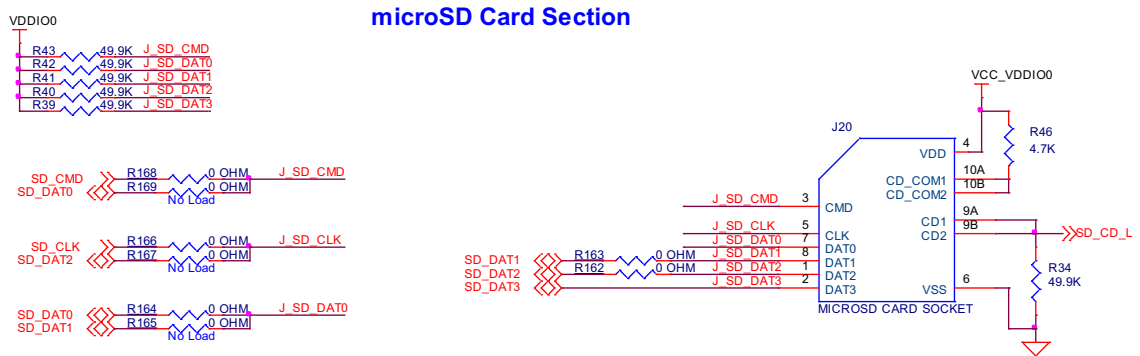 microSD Card Section
VDDIO0
R43 49.9K J_SD_CMD
R42 49.9K J_SD_DAT0
R41 49.9K J_SD_DAT1
R40 49.9K J_SD_DAT2
R39 49.9K J_SD_DAT3
SD_CMD R168 0 OHM J_SD_CMD
SD_DAT0 R169 0 OHM
No Load
SD_CLK R166 0 OHM J_SD_CLK
SD_DAT2 R167 0 OHM
No Load
SD_DAT0 R164 0 OHM J_SD_DAT0
SD_DAT1 R165 0 OHM
No Load
VCC_VDDIO0
J20
R46
4.7K
4 VDD
10A CD_COM1
10B CD_COM2
J_SD_CMD 3 CMD
9A CD1
J_SD_CLK 5 CLK
9B CD2 SD_CD_L
J_SD_DAT0 7 DAT0
SD_DAT1 R163 0 OHM J_SD_DAT1 8 DAT1
SD_DAT2 R162 0 OHM J_SD_DAT2 1 DAT2
SD_DAT3 J_SD_DAT3 2 DAT3
R34
49.9K
6 VSS
MICROSD CARD SOCKET